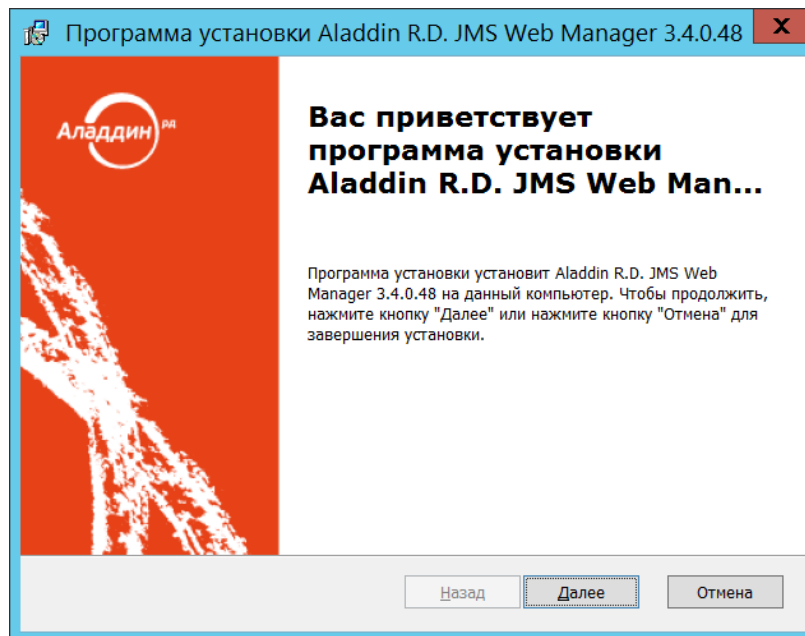 Программа установки Aladdin R.D. JMS Web Manager 3.4.0.48
X
Аладдин РД
Вас приветствует
программа установки
Aladdin R.D. JMS Web Man...
Программа установки установит Aladdin R.D. JMS Web
Manager 3.4.0.48 на данный компьютер. Чтобы продолжить,
нажмите кнопку "Далее" или нажмите кнопку "Отмена" для
завершения установки.
Назад
Далее
Отмена